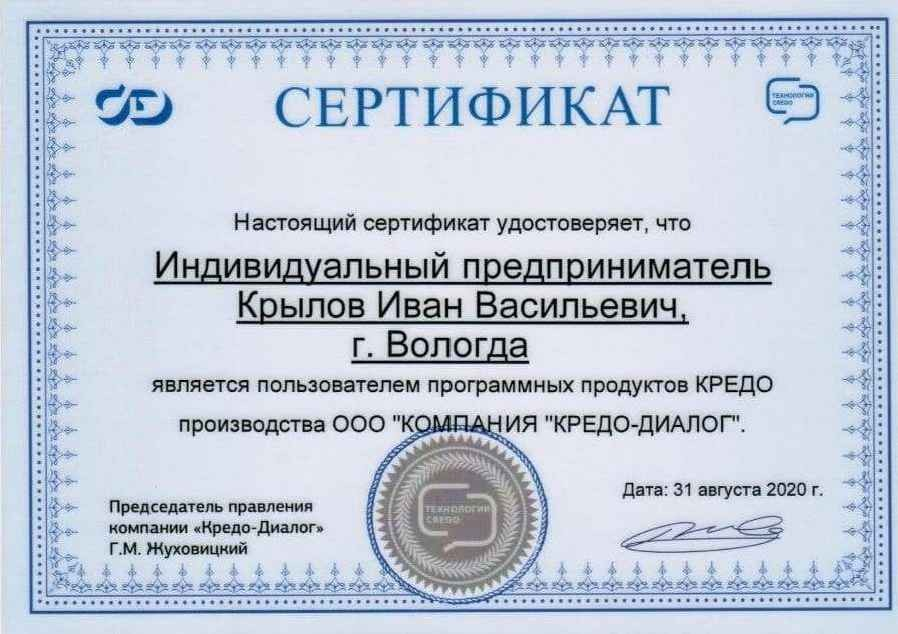 СЕРТИФИКАТ
ТЕХНОЛОГИИ
CREDO
Настоящий сертификат удостоверяет, что
Индивидуальный предприниматель
Крылов Иван Васильевич,
г. Вологда
является пользователем программных продуктов КРЕДО
производства ООО "КОМПАНИЯ "КРЕДО-ДИАЛОГ".
Дата: 31 августа 2020 г.
Председатель правления
компании «Кредо-Диалог»
Г.М. Жуховицкий
ТЕХНОЛОГИИ
CREDO